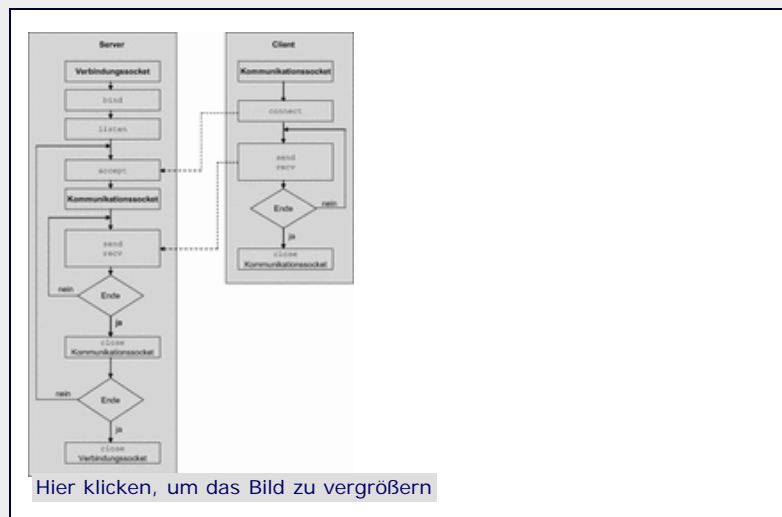 Server
Verbindungssocket
bind
listen
accept
Kommunikationssocket
send
recv
nein
Ende
ja
close
Kommunikationssocket
nein
Ende
ja
close
Verbindungssocket
Client
Kommunikationssocket
connect
send
recv
Ende
nein
ja
close
Kommunikationssocket
Hier klicken, um das Bild zu vergrößern